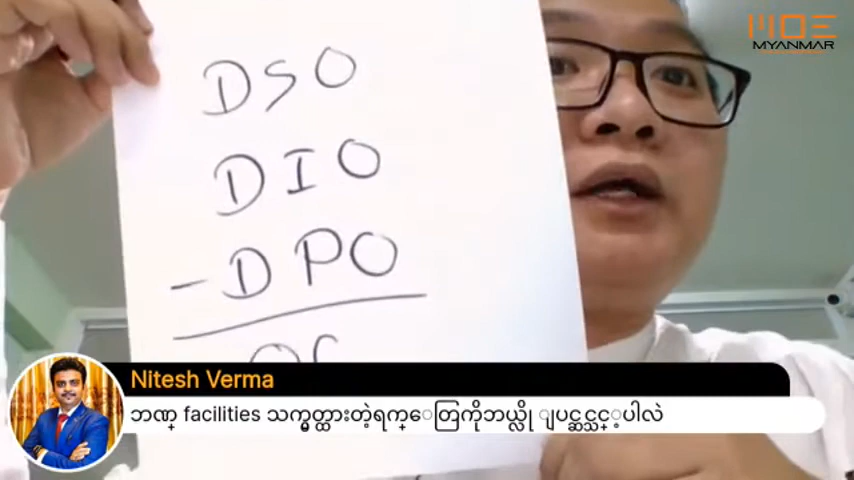 MOE
MYANMAR
DSO
DIO
- DPO
Nitesh Verma
ဘဏ္ facilities သက္မွတ္ထားတဲ့ရက္ေတြကိုဘယ္လို ျပင္ဆင္သင့္ပါလဲ